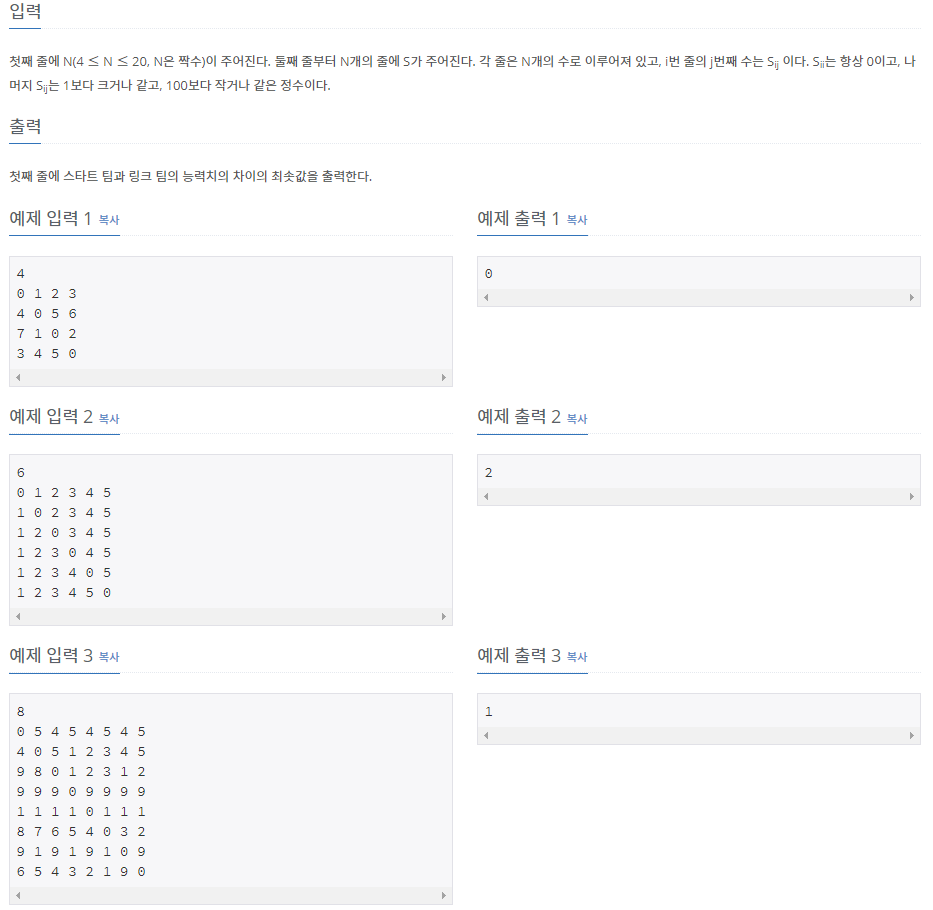 입력
첫째 줄에 N(4 ≤ N ≤ 20, N은 짝수)이 주어진다. 둘째 줄부터 N개의 줄에 S가 주어진다. 각 줄은 N개의 수로 이루어져 있고, i번 줄의 j번째 수는 Sij 이다. Sii는 항상 0이고, 나
머지 Sij는 1보다 크거나 같고, 100보다 작거나 같은 정수이다.
출력
첫째 줄에 스타트 팀과 링크 팀의 능력치의 차이의 최솟값을 출력한다.
예제 입력 1 복사
4
0 1 2 3
4 0 5 6
7 1 0 2
3 4 5 0
예제 출력 1 복사
0
예제 입력 2 복사
6
0 1 2 3 4 5
1 0 2 3 4 5
1 2 0 3 4 5
1 2 3 0 4 5
1 2 3 4 0 5
1 2 3 4 5 0
예제 출력 2 복사
2
예제 입력 3 복사
8
0 5 4 5 4 5 4 5
4 0 5 1 2 3 4 5
9 8 0 1 2 3 1 2
9 9 9 0 9 9 9 9
1 1 1 1 0 1 1 1
8 7 6 5 4 0 3 2
9 1 9 1 9 1 0 9
6 5 4 3 2 1 9 0
예제 출력 3 복사
1